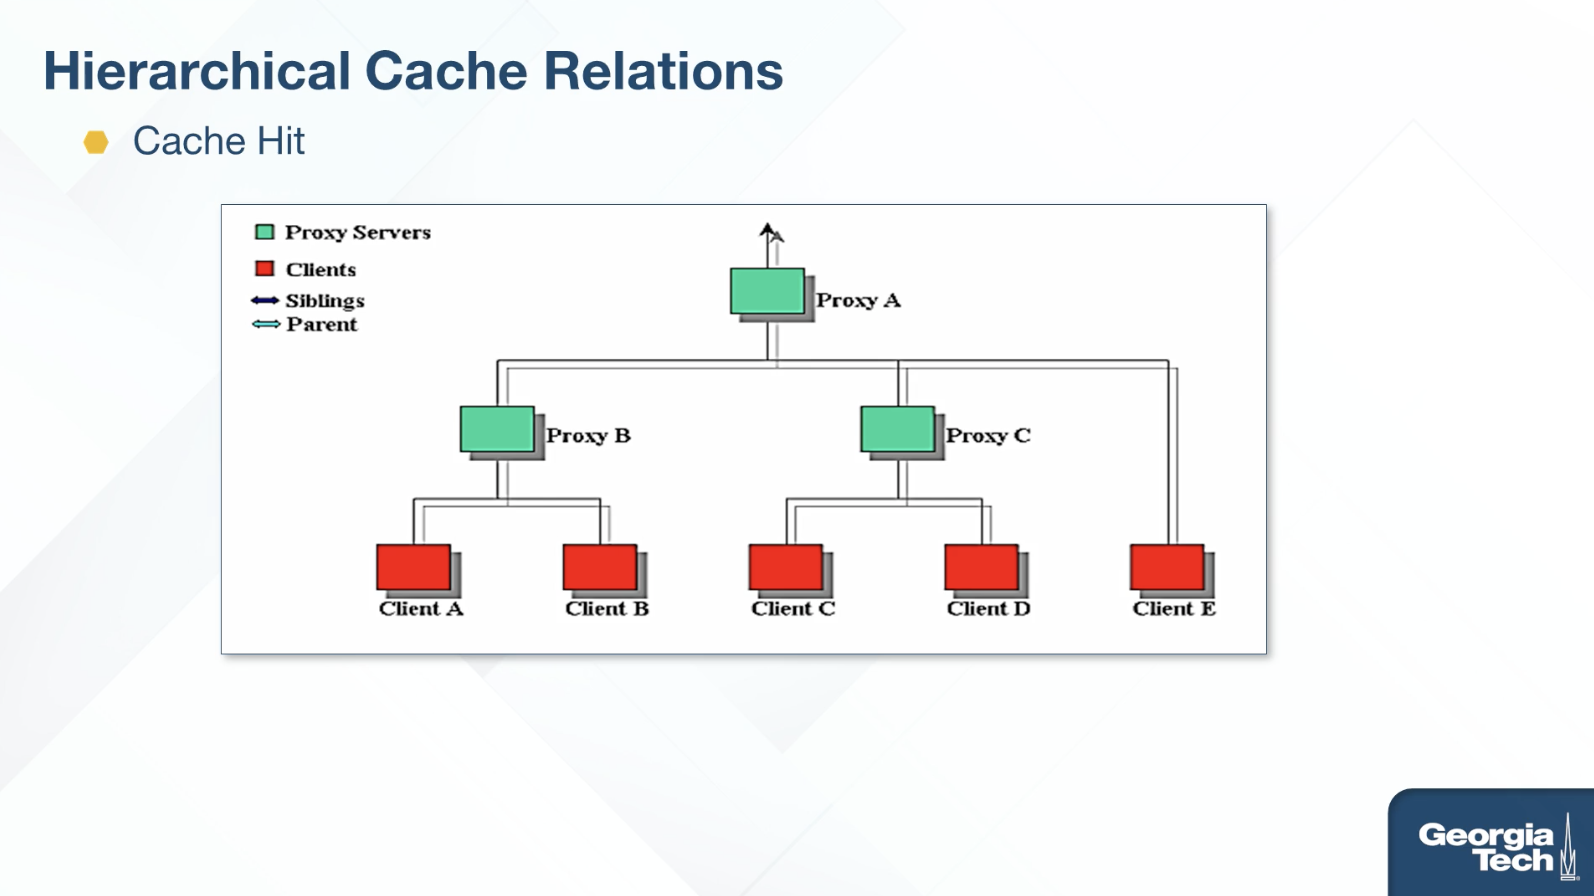 Hierarchical Cache Relations
Cache Hit
Proxy Servers
Clients
Siblings
Parent
Proxy A
Proxy B
Proxy C
Client A
Client B
Client C
Client D
Client E
Georgia
Tech